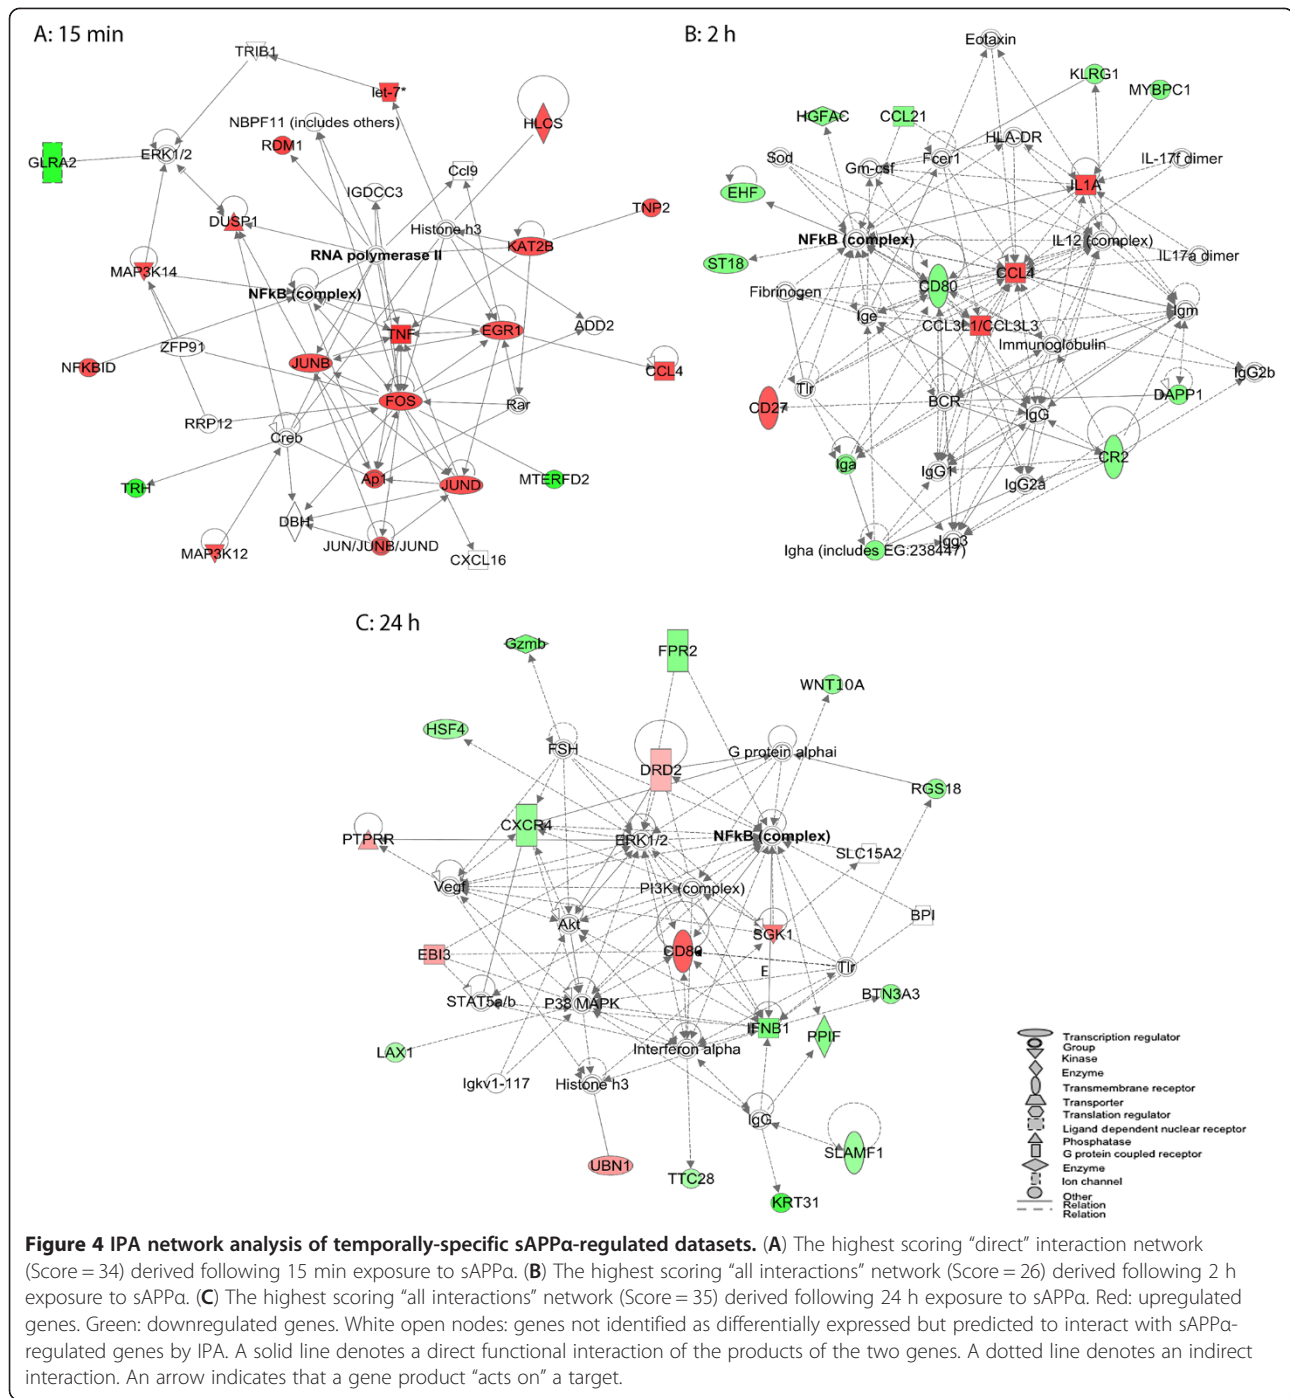 A: 15 min
TRIB1
let-7*
NBPF11 (includes others)
HLCS
RDM1
GLRA2
ERK1/2
Ccl9
IGDCC3
TNP2
DUSP1
Histone h3
KAT2B
RNA polymerase II
MAP3K14
NFkB (complex)
ADD2
TNF
EGR1
ZFP91
JUNB
NFKBID
CCL4
FOS
Rar
RRP12
Creb
Ap1
JUND
MTERFD2
TRH
DBH
MAP3K12
JUN/JUNB/JUND
CXCL16
B: 2 h
Eotaxin
KLRG1
MYBPC1
HGFAC
CCL21
HLA-DR
Sod
Fcer1
Gm-csf
IL-17f dimer
EHF
IL1A
NFkB (complex)
IL12 (complex)
IL17a dimer
ST18
CCL4
CD80
Fibrinogen
Ige
Igm
CCL3L1/CCL3L3
Immunoglobulin
IgG2b
Tlr
DAPP1
BCR
CD27
IgG
CR2
Iga
IgG1
IgG2a
Igg3
Igha (includes EG:238447)
C: 24 h
Gzmb
FPR2
WNT10A
HSF4
FSH
G protein alphai
DRD2
RGS18
CXCR4
NFkB (complex)
PTPRR
ERK1/2
SLC15A2
Vegf
PI3K (complex)
BPI
Akt
SGK1
EBI3
CD80
E
Tlr
STAT5a/b
P38 MAPK
BTN3A3
IFNB1
PPIF
LAX1
Interferon alpha
Igkv1-117
Histone h3
IgG
SLAMF1
UBN1
TTC28
KRT31
Transcription regulator
Group
Kinase
Enzyme
Transmembrane receptor
Transporter
Translation regulator
Ligand dependent nuclear receptor
Phosphatase
G protein coupled receptor
Enzyme
Ion channel
Other
Relation
Relation
Figure 4 IPA network analysis of temporally-specific sAPPα-regulated datasets. (A) The highest scoring “direct” interaction network
(Score = 34) derived following 15 min exposure to sAPPα. (B) The highest scoring “all interactions” network (Score = 26) derived following 2 h
exposure to sAPPα. (C) The highest scoring “all interactions” network (Score = 35) derived following 24 h exposure to sAPPα. Red: upregulated
genes. Green: downregulated genes. White open nodes: genes not identified as differentially expressed but predicted to interact with sAPPα-
regulated genes by IPA. A solid line denotes a direct functional interaction of the products of the two genes. A dotted line denotes an indirect
interaction. An arrow indicates that a gene product “acts on” a target.